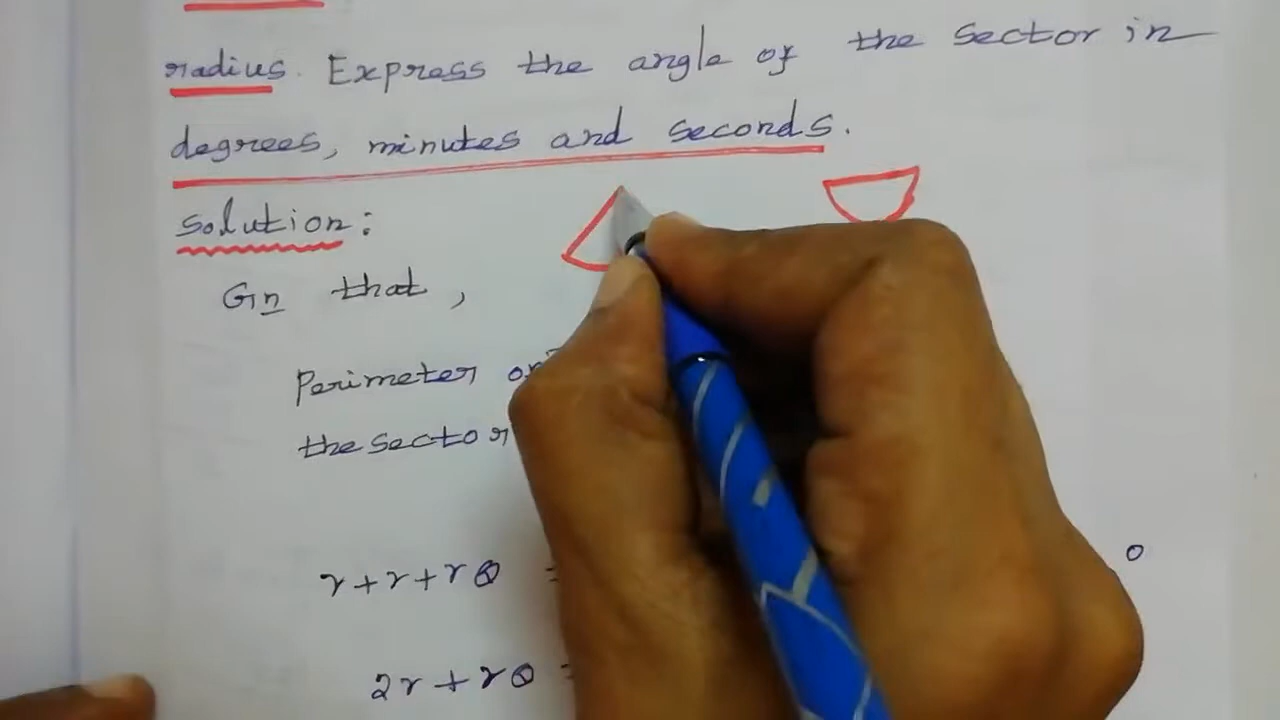 radius. Express the angle of the sector in
degrees, minutes and seconds.
Solution:
Gn that,
Perimeter of
the sector
r + r + rθ =
2r + rθ =